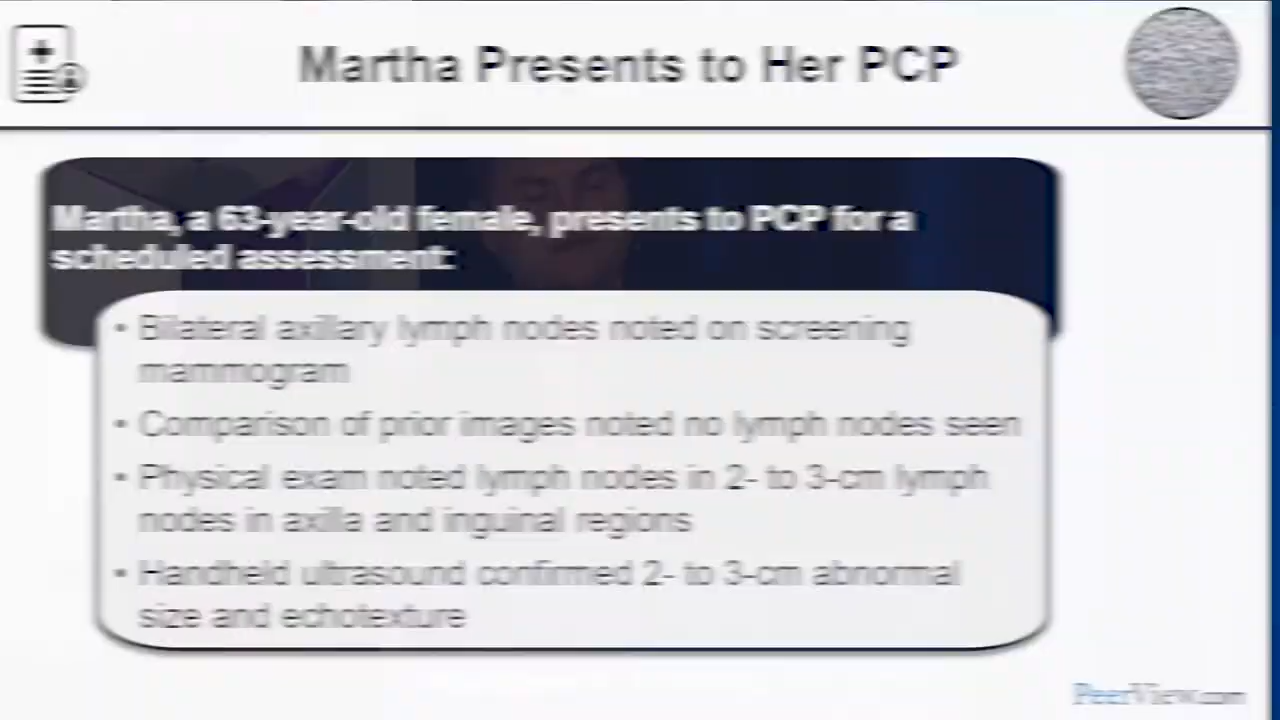 Martha Presents to Her PCP
Martha, a 63-year-old female, presents to PCP for a
scheduled assessment:
• Bilateral axillary lymph nodes noted on screening
mammogram
• Comparison of prior images noted no lymph nodes seen
• Physical exam noted lymph nodes in 2- to 3-cm lymph
nodes in axilla and inguinal regions
• Handheld ultrasound confirmed 2- to 3-cm abnormal
size and echotexture
PeerView.com